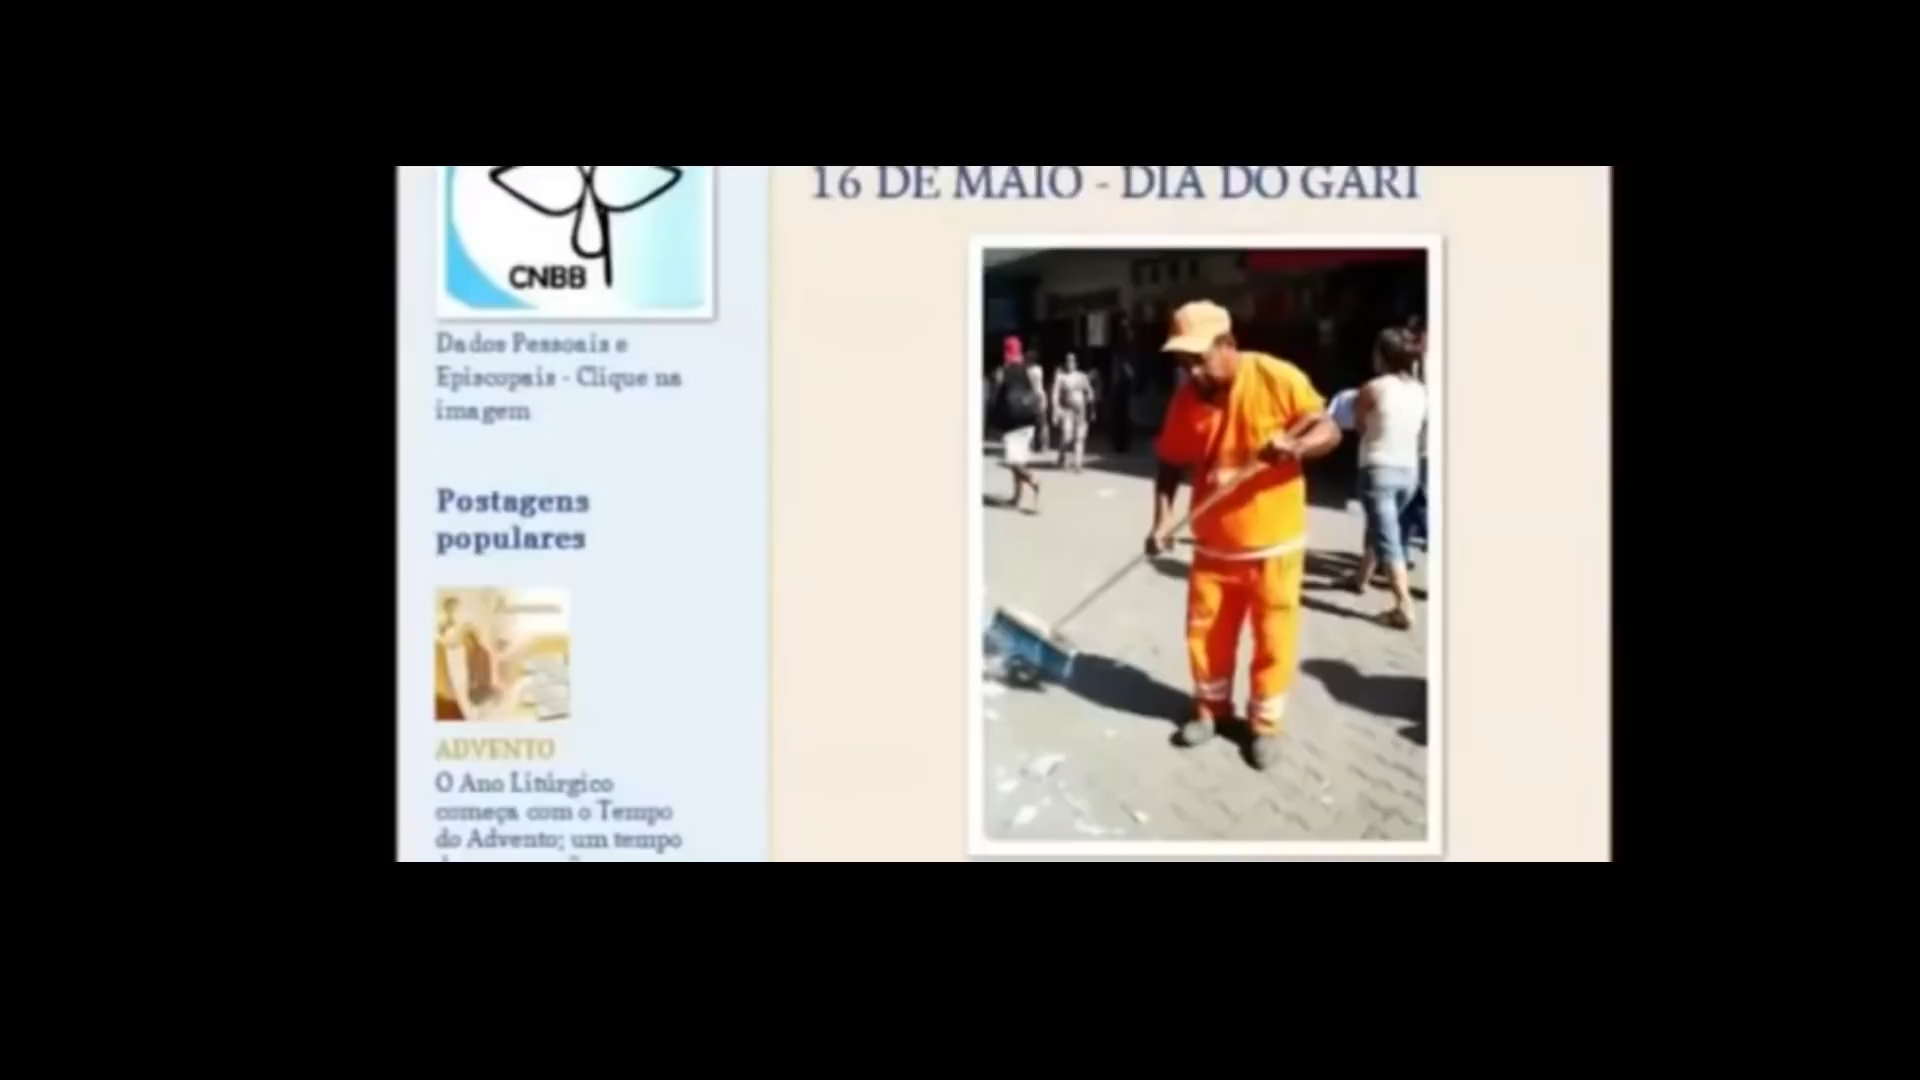 16 DE MAIO - DIA DO GARI
CNBB
Dados Pessoais e
Episcopais - Clique na
imagem
Postagens
populares
ADVENTO
O Ano Litúrgico
começa com o Tempo
do Advento; um tempo